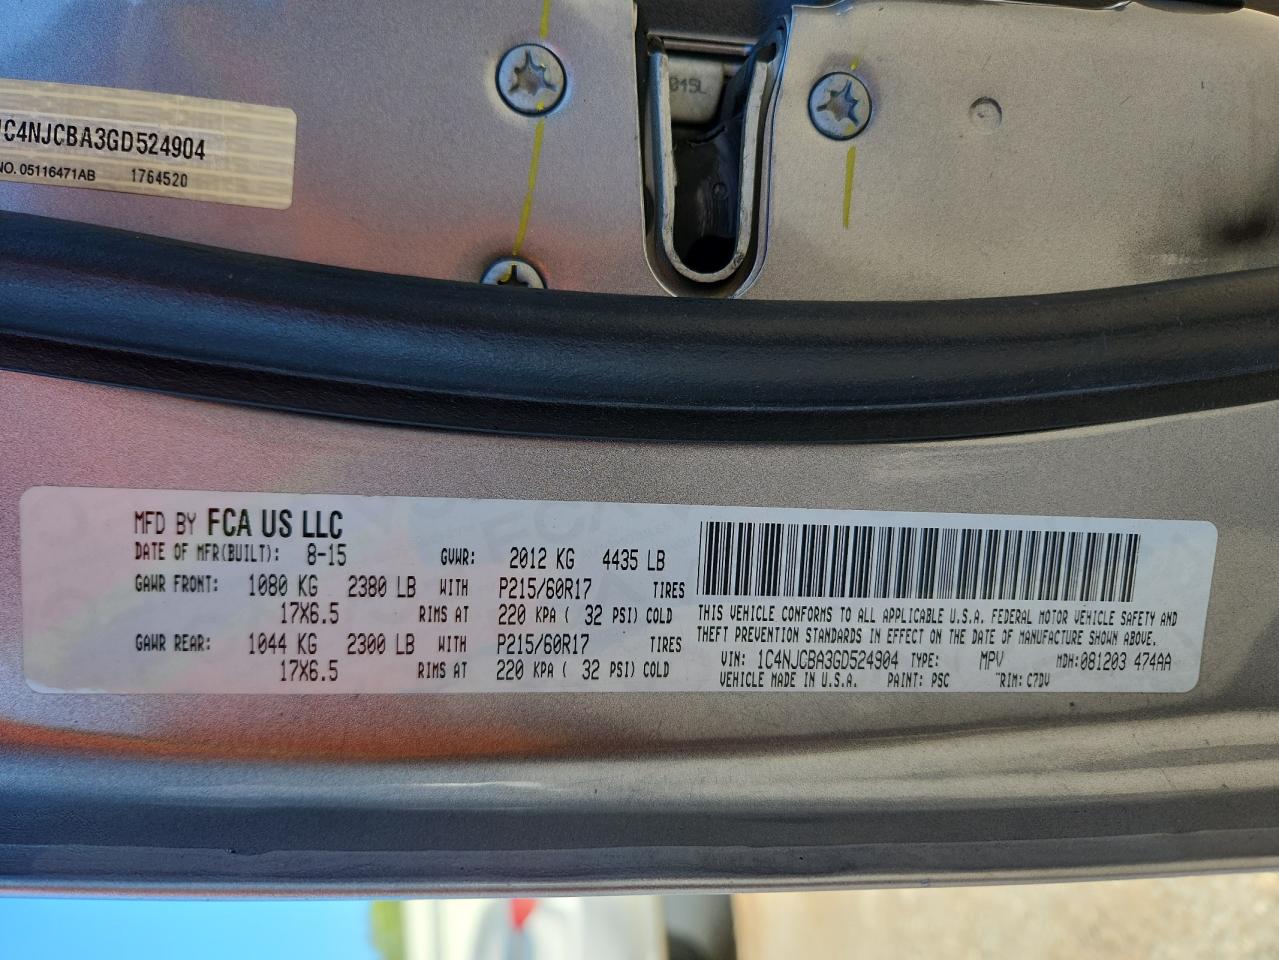 045L
1C4NJCBA3GD524904
NO. 05116471AB 1764520
MFD BY FCA US LLC
DATE OF MFR(BUILT): 8-15 GVWR: 2012 KG 4435 LB
GAWR FRONT: 1080 KG 2380 LB WITH P215/60R17 TIRES
17X6.5 RIMS AT 220 KPA ( 32 PSI) COLD
GAWR REAR: 1044 KG 2300 LB WITH P215/60R17 TIRES
17X6.5 RIMS AT 220 KPA ( 32 PSI) COLD
THIS VEHICLE CONFORMS TO ALL APPLICABLE U.S.A. FEDERAL MOTOR VEHICLE SAFETY AND
THEFT PREVENTION STANDARDS IN EFFECT ON THE DATE OF MANUFACTURE SHOWN ABOVE.
VIN: 1C4NJCBA3GD524904 TYPE: MPV MDH:081203 474AA
VEHICLE MADE IN U.S.A. PAINT: PSC TRIM: C7DV